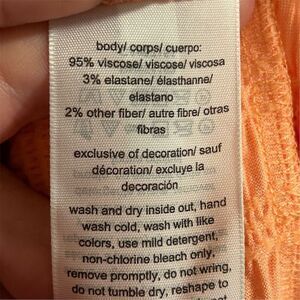 body/ corps/ cuerpo:
95% viscose/ viscose/ viscosa
3% elastane/ élasthanne/
elastano
2% other fiber/ autre fibre/ otras
fibras
exclusive of decoration/ sauf
décoration/ excluye la
decoración
wash and dry inside out, hand
wash cold, wash with like
colors, use mild detergent,
non-chlorine bleach only,
remove promptly, do not wring,
do not tumble dry, reshape to